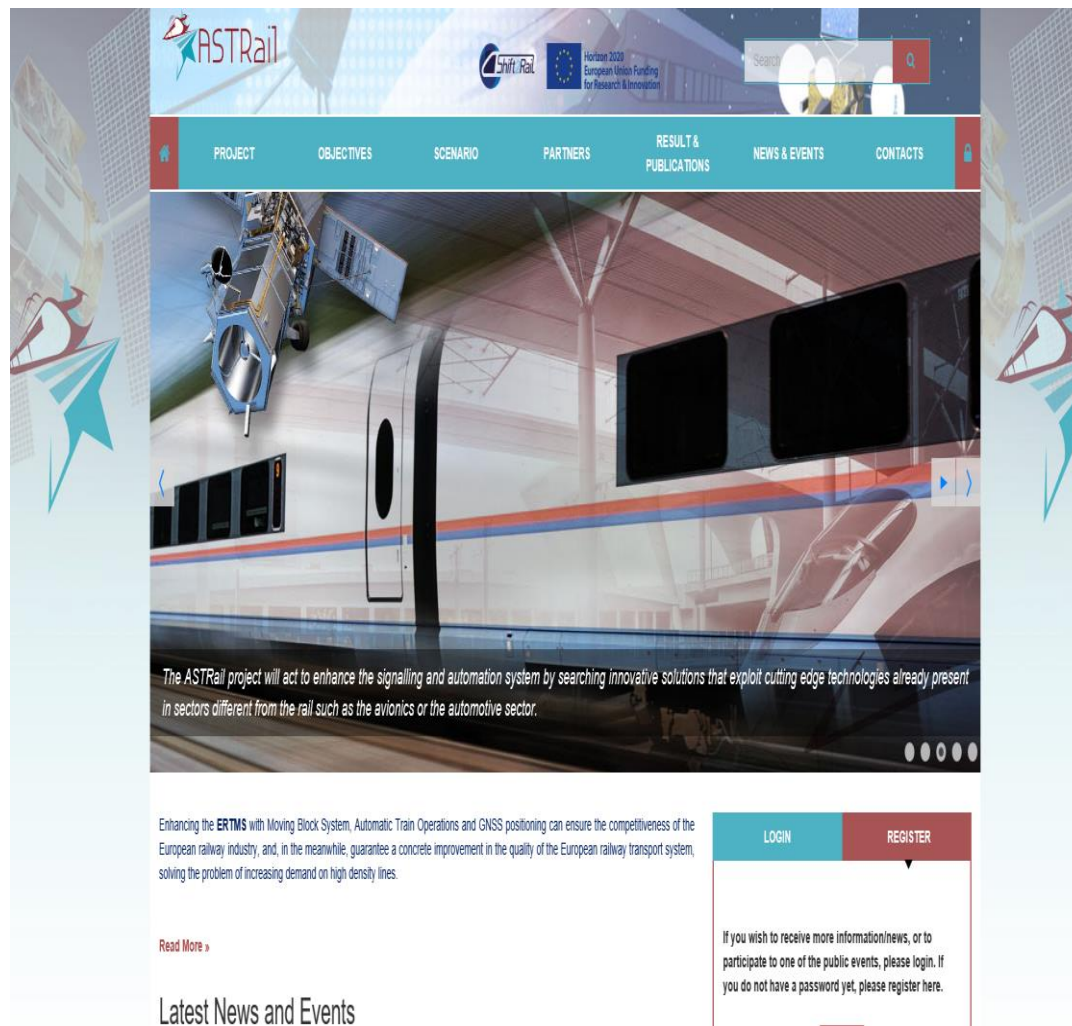 ASTRail
Shift2Rail
Horizon 2020
European Union Funding
for Research & Innovation
Search
PROJECT
OBJECTIVES
SCENARIO
PARTNERS
RESULT &
PUBLICATIONS
NEWS & EVENTS
CONTACTS
The ASTRail project will act to enhance the signalling and automation system by searching innovative solutions that exploit cutting edge technologies already present
in sectors different from the rail such as the avionics or the automotive sector.
Enhancing the ERTMS with Moving Block System, Automatic Train Operations and GNSS positioning can ensure the competitiveness of the
European railway industry, and, in the meanwhile, guarantee a concrete improvement in the quality of the European railway transport system,
solving the problem of increasing demand on high density lines.
Read More »
Latest News and Events
LOGIN
REGISTER
If you wish to receive more information/news, or to
participate to one of the public events, please login. If
you do not have a password yet, please register here.